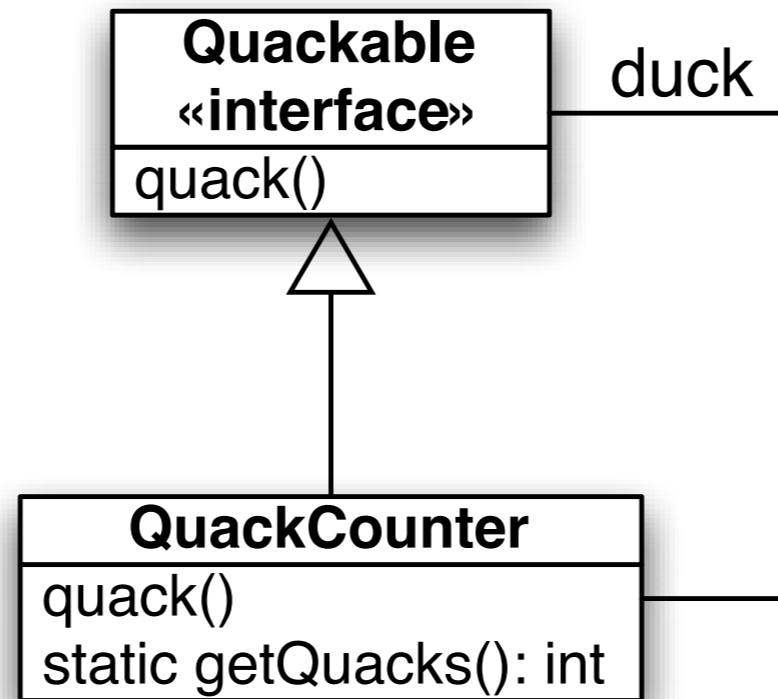 Quackable
«interface»
duck
quack()
QuackCounter
quack()
static getQuacks(): int